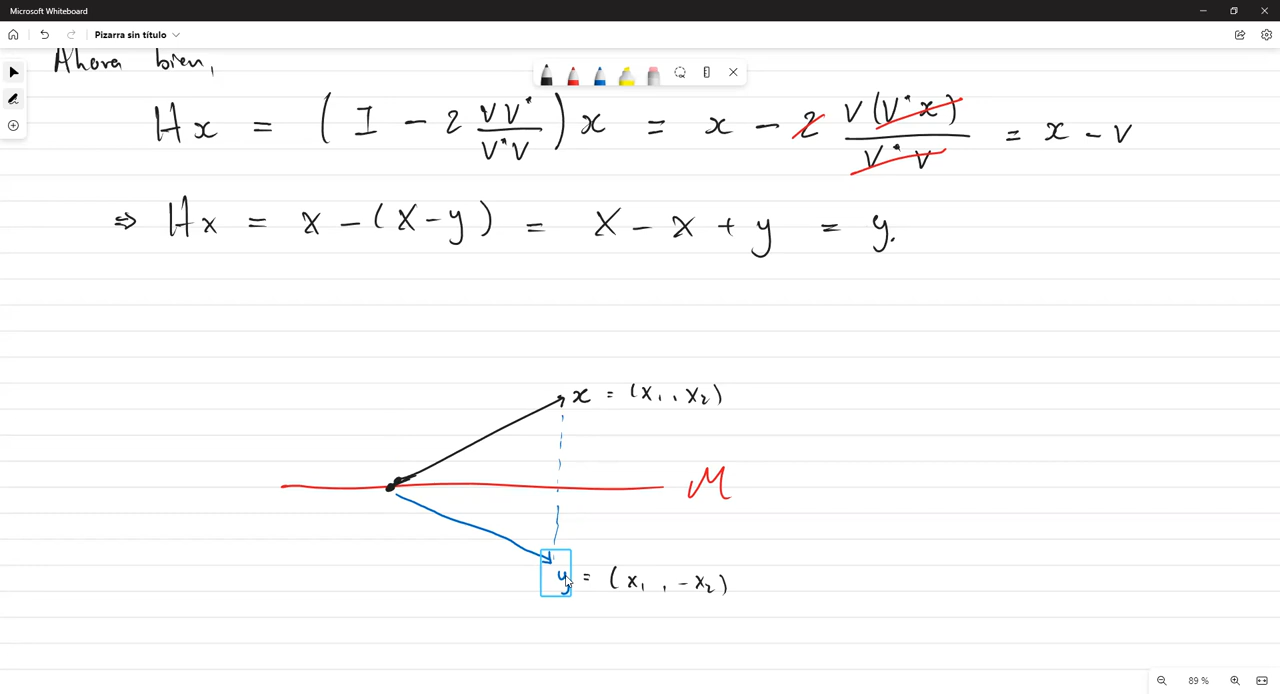 Microsoft Whiteboard
Pizarra sin título
Ahora bien,
Hx = ( I - 2 VV* / V*V ) x = x - 2 V(V*x) / V*V = x - V
⇒ Hx = x - (x - y) = x - x + y = y.
x = (x₁, x₂)
M
y = (x₁, -x₂)
89 %